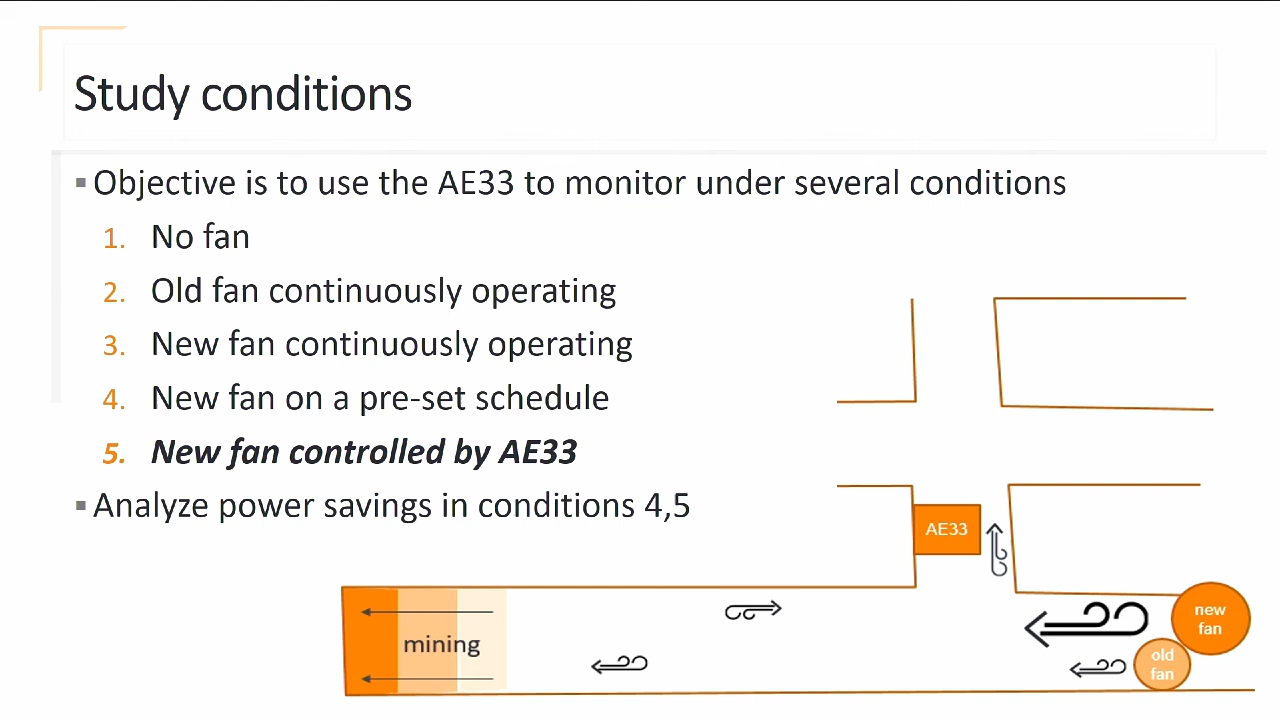 Study conditions
▪ Objective is to use the AE33 to monitor under several conditions
1. No fan
2. Old fan continuously operating
3. New fan continuously operating
4. New fan on a pre-set schedule
5. New fan controlled by AE33
▪ Analyze power savings in conditions 4,5
AE33
new
fan
mining
old
fan